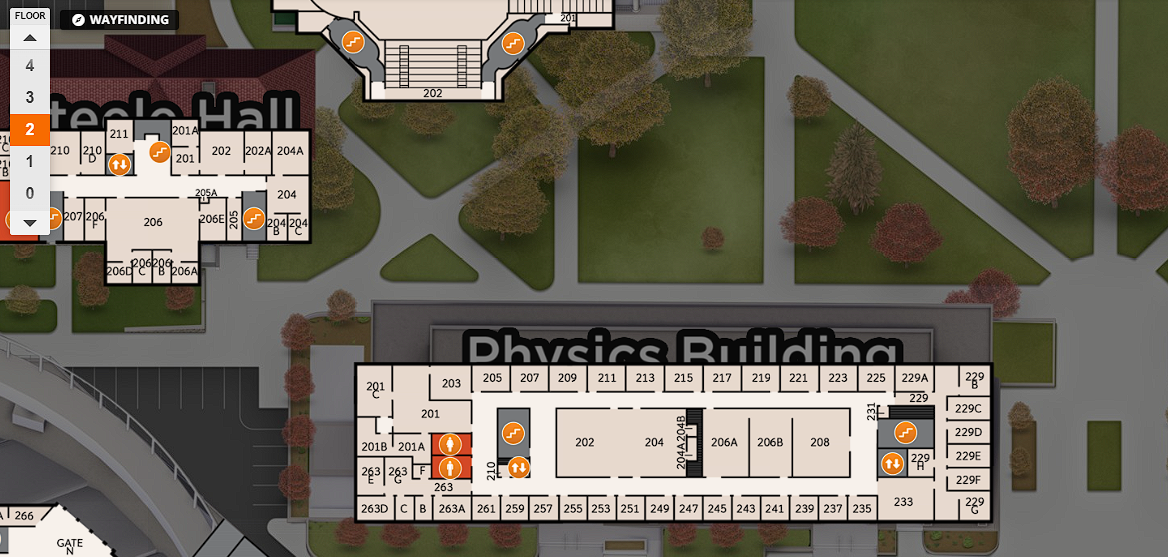 FLOOR
WAYFINDING
4
3
2
1
0
201
202
Steele Hall
211
201A
210
210
D
201
202
202A
204A
205A
204
207
206
F
206
206E
205
204
B
204
C
206D
206
C
206
B
206A
Physics Building
201
C
203
205
207
209
211
213
215
217
219
221
223
225
229A
229
B
201
229
231
229C
201B
201A
202
204
204B
204A
206A
206B
208
229D
263
E
263
G
F
210
229
H
229E
263
229F
263D
C
B
263A
261
259
257
255
253
251
249
247
245
243
241
239
237
235
233
229
G
266
GATE
N